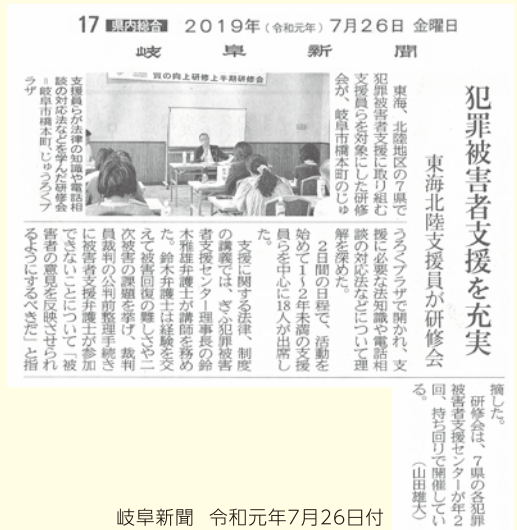 17 県内総合 2019年(令和元年)7月26日 金曜日
岐阜新聞
犯罪被害者支援を充実
東海北陸支援員が研修会
東海、北陸地区の7県で
犯罪被害者支援に取り組む
支援員らを対象にした研修
会が、岐阜市橋本町のじゅ
うろくプラザで開かれ、支
援に必要な法知識や電話相
談の対応法などについて理
解を深めた。
2日間の日程で、活動を
始めて1~2年未満の支援
員らを中心に18人が出席し
た。
支援に関する法律、制度
の講義では、ぎふ犯罪被害
者支援センター理事長の鈴
木雅雄弁護士が講師を務め
た。鈴木弁護士は経験を交
えて被害回復の難しさや二
次被害の課題を挙げ、裁判
員裁判の公判前整理手続き
に被害者支援弁護士が参加
できないことについて「被
害者の意見を反映させられ
るようにするべきだ」と指
摘した。
研修会は、7県の各犯罪
被害者支援センターが年2
回、持ち回りで開催してい
る。 (山田雄大)
質の向上研修上半期研修会
支援員らが法律の知識や電話相
談の対応法などを学んだ研修会
=岐阜市橋本町、じゅうろくプ
ラザ
岐阜新聞 令和元年7月26日付